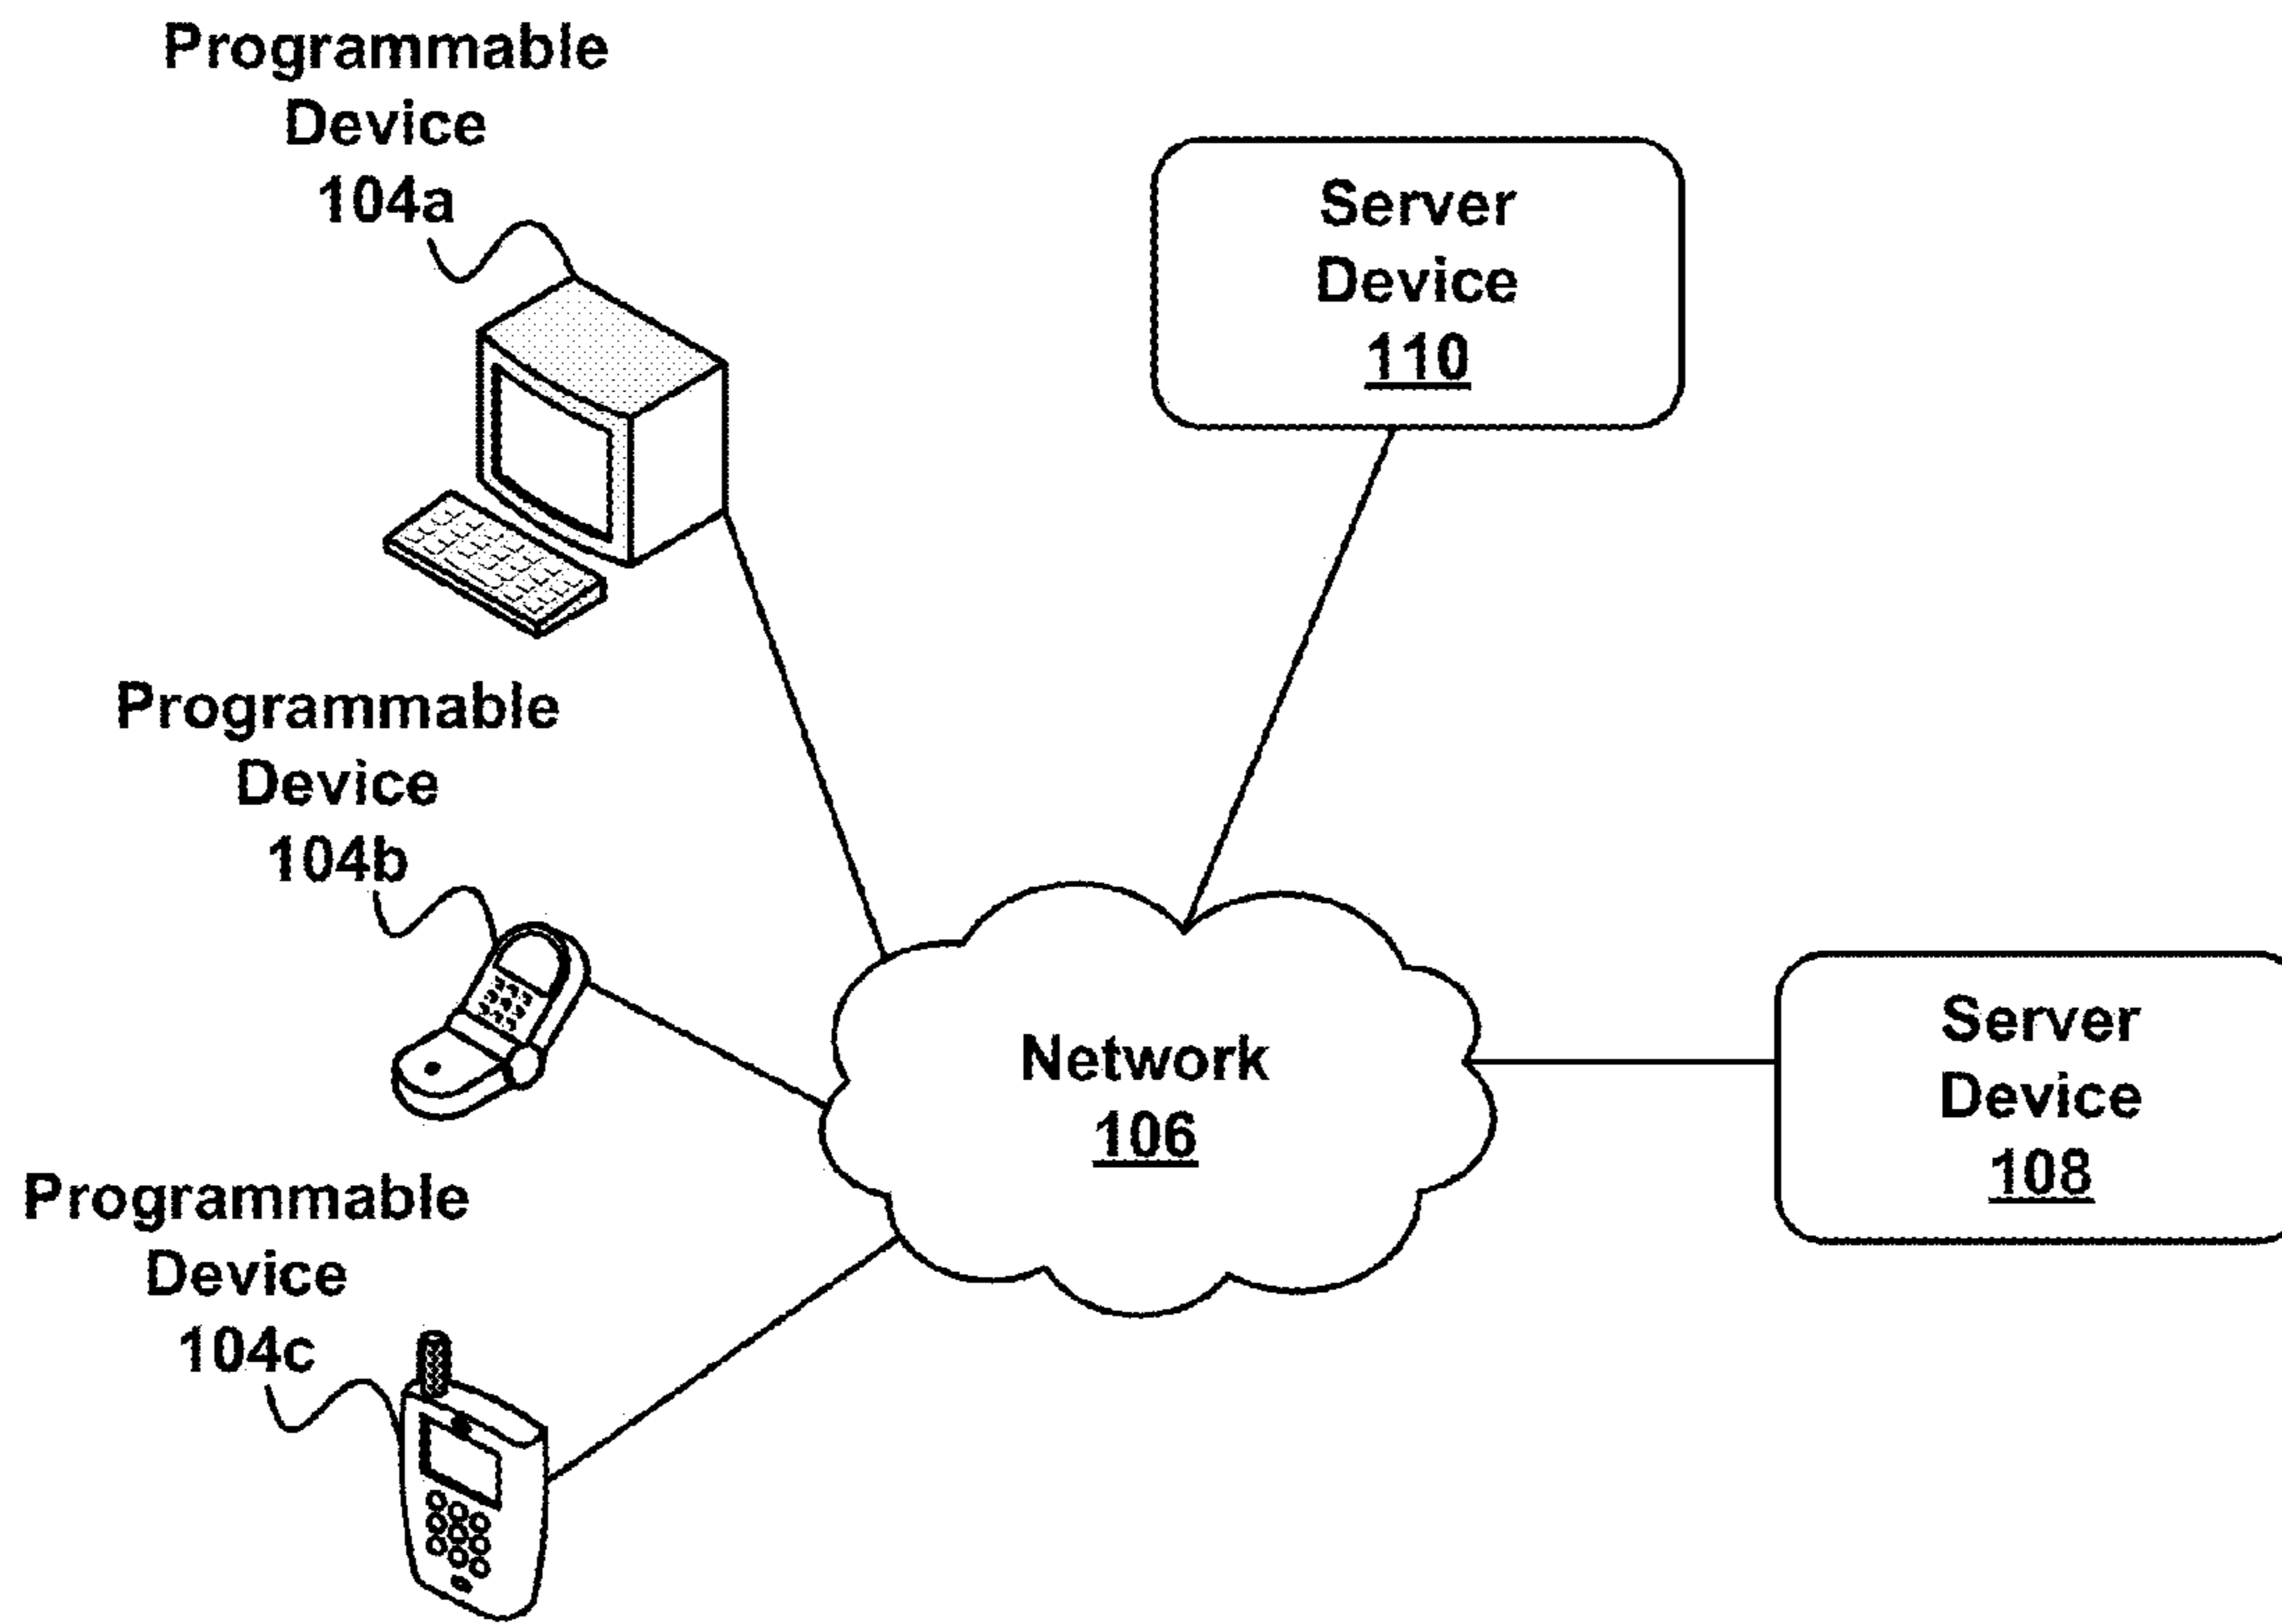 Programmable
Device
104a
Server
Device
110
Programmable
Device
104b
Network
106
Server
Device
108
Programmable
Device
104c